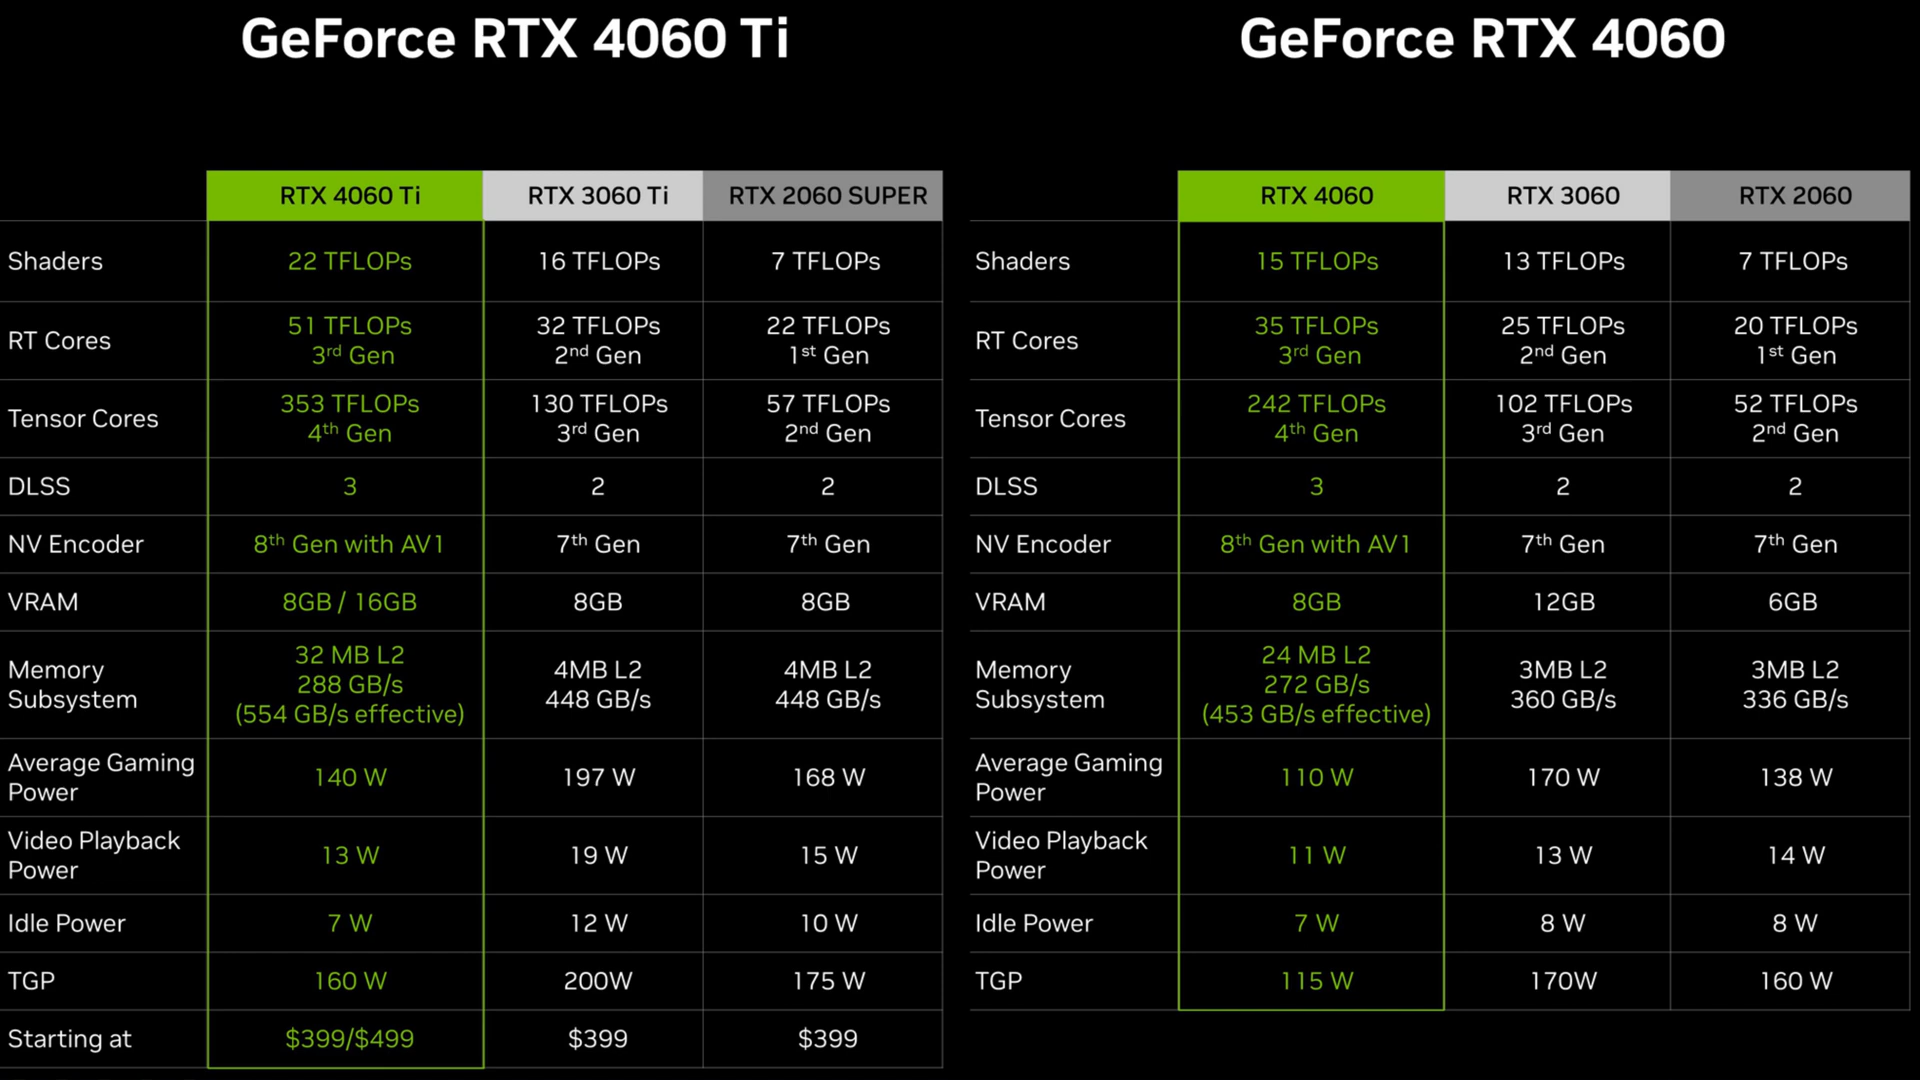 GeForce RTX 4060 Ti
RTX 4060 Ti RTX 3060 Ti RTX 2060 SUPER
Shaders 22 TFLOPs 16 TFLOPs 7 TFLOPs
RT Cores 51 TFLOPs 3rd Gen 32 TFLOPs 2nd Gen 22 TFLOPs 1st Gen
Tensor Cores 353 TFLOPs 4th Gen 130 TFLOPs 3rd Gen 57 TFLOPs 2nd Gen
DLSS 3 2 2
NV Encoder 8th Gen with AV1 7th Gen 7th Gen
VRAM 8GB / 16GB 8GB 8GB
Memory Subsystem 32 MB L2 288 GB/s (554 GB/s effective) 4MB L2 448 GB/s 4MB L2 448 GB/s
Average Gaming Power 140 W 197 W 168 W
Video Playback Power 13 W 19 W 15 W
Idle Power 7 W 12 W 10 W
TGP 160 W 200W 175 W
Starting at $399/$499 $399 $399
GeForce RTX 4060
RTX 4060 RTX 3060 RTX 2060
Shaders 15 TFLOPs 13 TFLOPs 7 TFLOPs
RT Cores 35 TFLOPs 3rd Gen 25 TFLOPs 2nd Gen 20 TFLOPs 1st Gen
Tensor Cores 242 TFLOPs 4th Gen 102 TFLOPs 3rd Gen 52 TFLOPs 2nd Gen
DLSS 3 2 2
NV Encoder 8th Gen with AV1 7th Gen 7th Gen
VRAM 8GB 12GB 6GB
Memory Subsystem 24 MB L2 272 GB/s (453 GB/s effective) 3MB L2 360 GB/s 3MB L2 336 GB/s
Average Gaming Power 110 W 170 W 138 W
Video Playback Power 11 W 13 W 14 W
Idle Power 7 W 8 W 8 W
TGP 115 W 170W 160 W